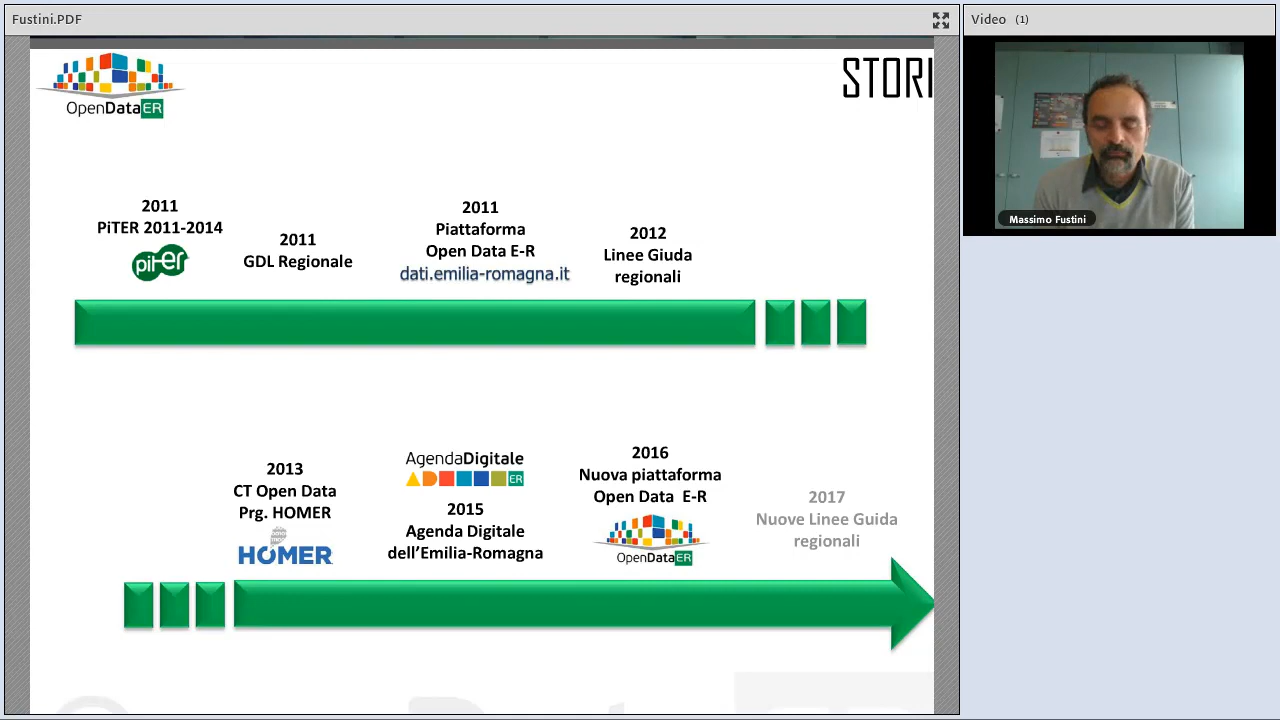 Fustini.PDF
Video (1)
OpenDataER
STORI
2011
PiTER 2011-2014
piter
2011
GDL Regionale
2011
Piattaforma
Open Data E-R
dati.emilia-romagna.it
2012
Linee Giuda
regionali
Massimo Fustini
2013
CT Open Data
Prg. HOMER
HOMER
AgendaDigitale
AD ER
2015
Agenda Digitale
dell'Emilia-Romagna
2016
Nuova piattaforma
Open Data E-R
OpenDataER
2017
Nuove Linee Guida
regionali